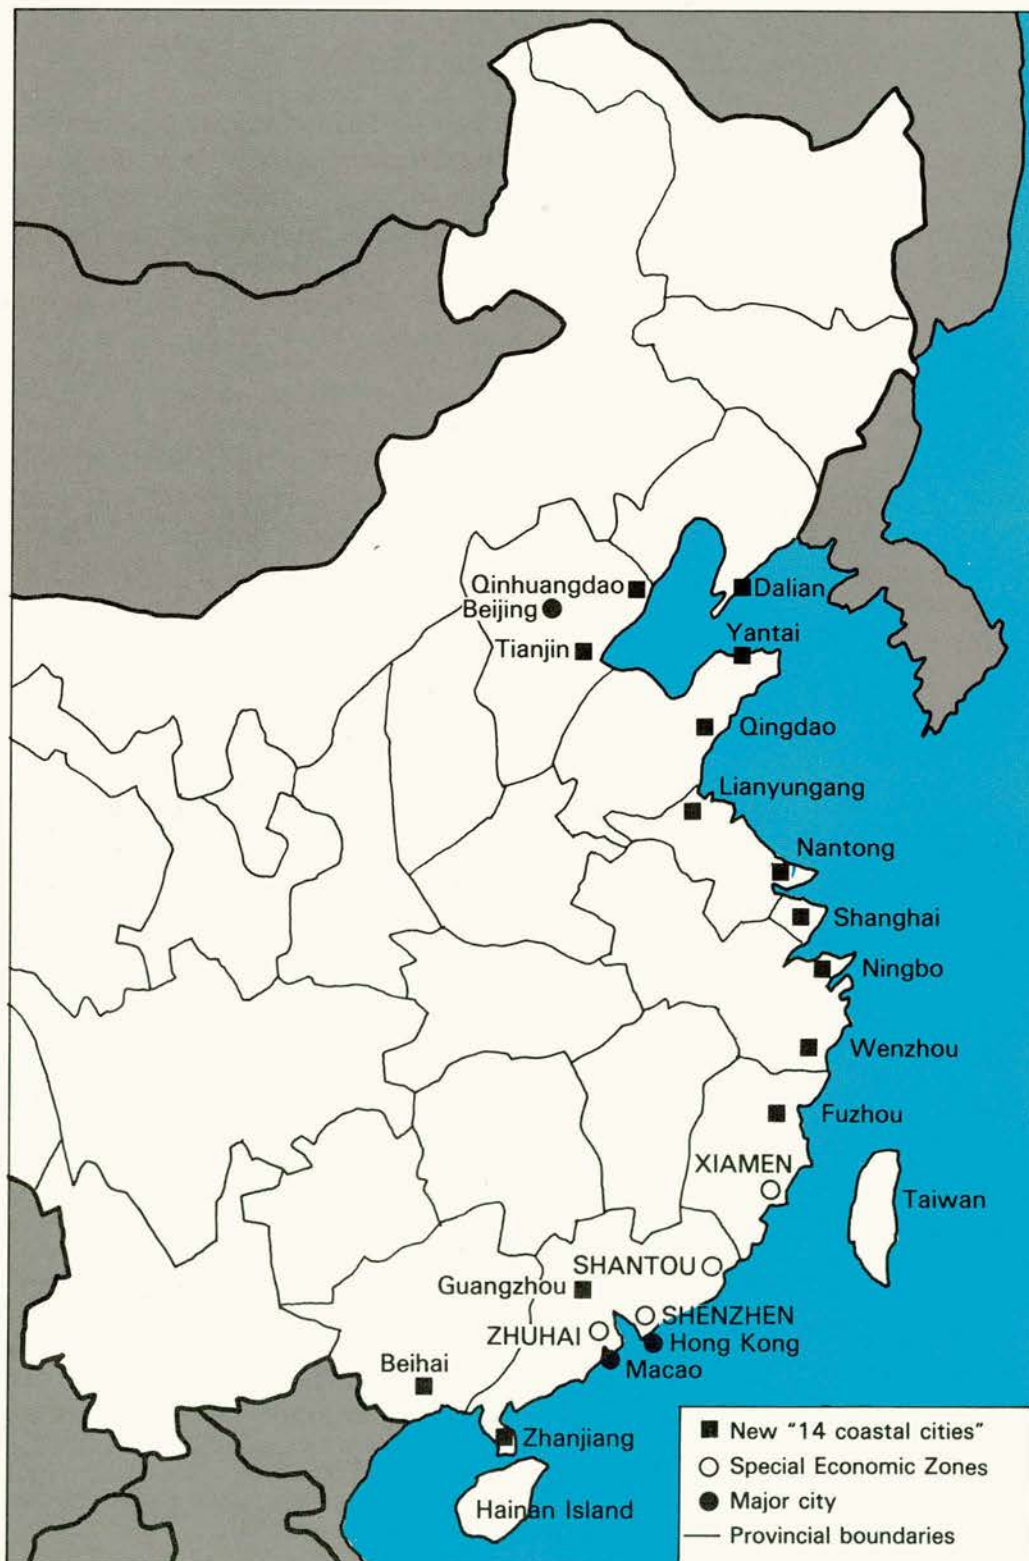 Qinhuangdao
Beijing
Dalian
Tianjin
Yantai
Qingdao
Lianyungang
Nantong
Shanghai
Ningbo
Wenzhou
Fuzhou
XIAMEN
Taiwan
SHANTOU
Guangzhou
SHENZHEN
ZHUHAI
Hong Kong
Macao
Beihai
Zhanjiang
Hainan Island
New "14 coastal cities"
Special Economic Zones
Major city
Provincial boundaries